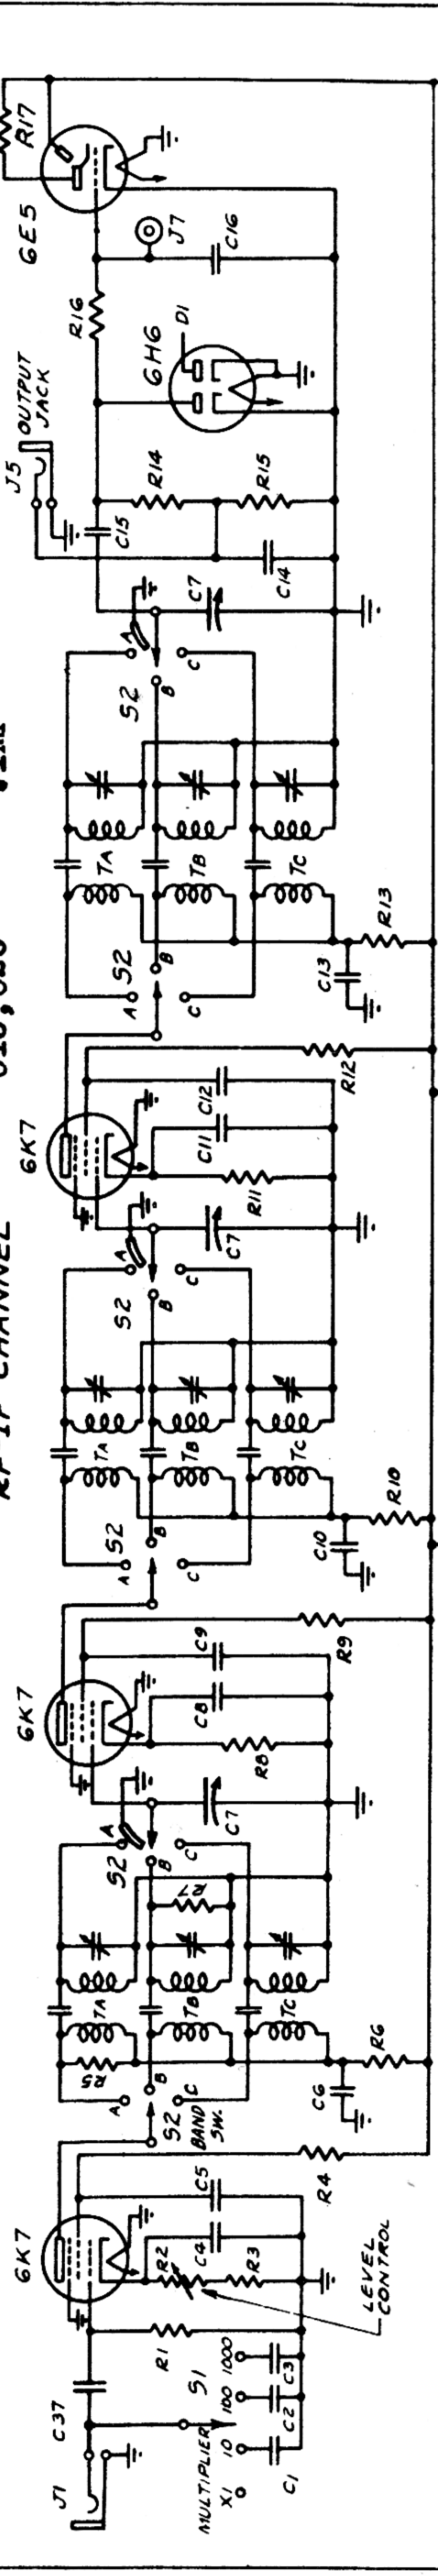 RF-IF CHANNEL
J1
C37
MULTIPLIER
X1
10
100
1000
S1
C1
C2
C3
R1
6K7
R2
R3
C4
C5
LEVEL
CONTROL
R4
S2
BAND
SW.
A
B
C
R5
TA
TB
TC
C6
R6
R7
S2
A
B
C
C7
6K7
R8
C8
C9
R9
S2
A
B
C
TA
TB
TC
C10
R10
S2
A
B
C
C7
6K7
R11
C11
C12
R12
S2
A
B
C
TA
TB
TC
C13
R13
S2
A
B
C
C7
J5
OUTPUT
JACK
C15
C14
R14
R15
6H6
D1
R16
J7
C16
6E5
R17